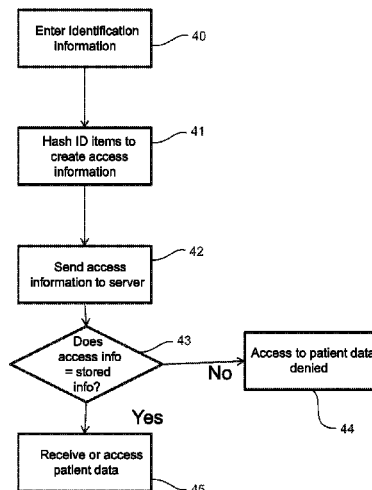 Enter Identification
Information
40
Hash ID items to
create access
information
41
Send access
information to server
42
Does
access info
= stored
info?
43
No
Access to patient data
denied
44
Yes
Receive or access
patient data
45